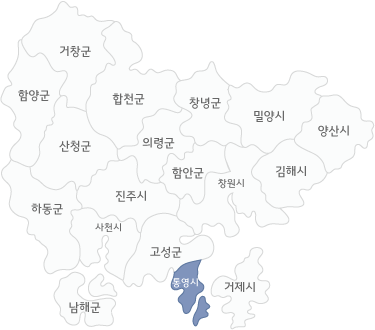 거창군
함양군
합천군
창녕군
밀양시
양산시
산청군
의령군
함안군
창원시
김해시
진주시
하동군
사천시
고성군
통영시
거제시
남해군